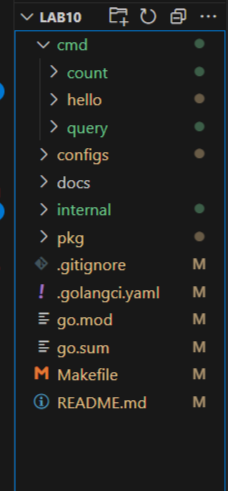 LAB10
cmd
count
hello
query
configs
docs
internal
pkg
.gitignore M
.golangci.yaml M
go.mod M
go.sum M
Makefile M
README.md M